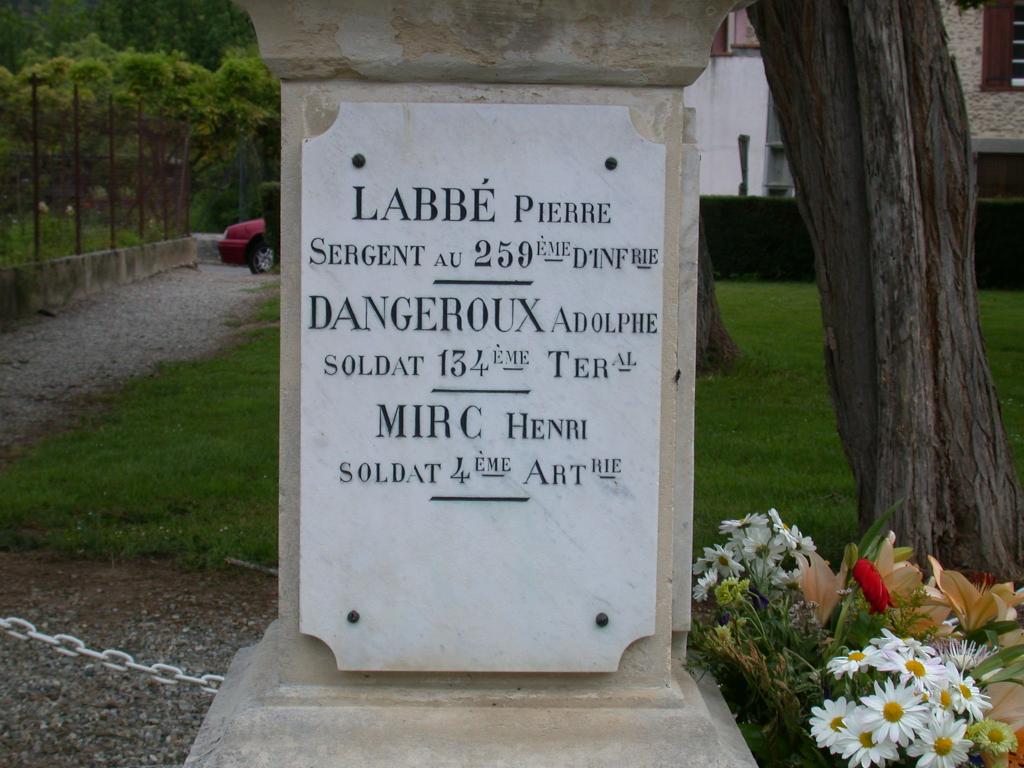 LABBÉ PIERRE
SERGENT AU 259ÈME D'INFRIE
DANGEROUX ADOLPHE
SOLDAT 134ÈME TERAL
MIRC HENRI
SOLDAT 4ÈME ARTRIE